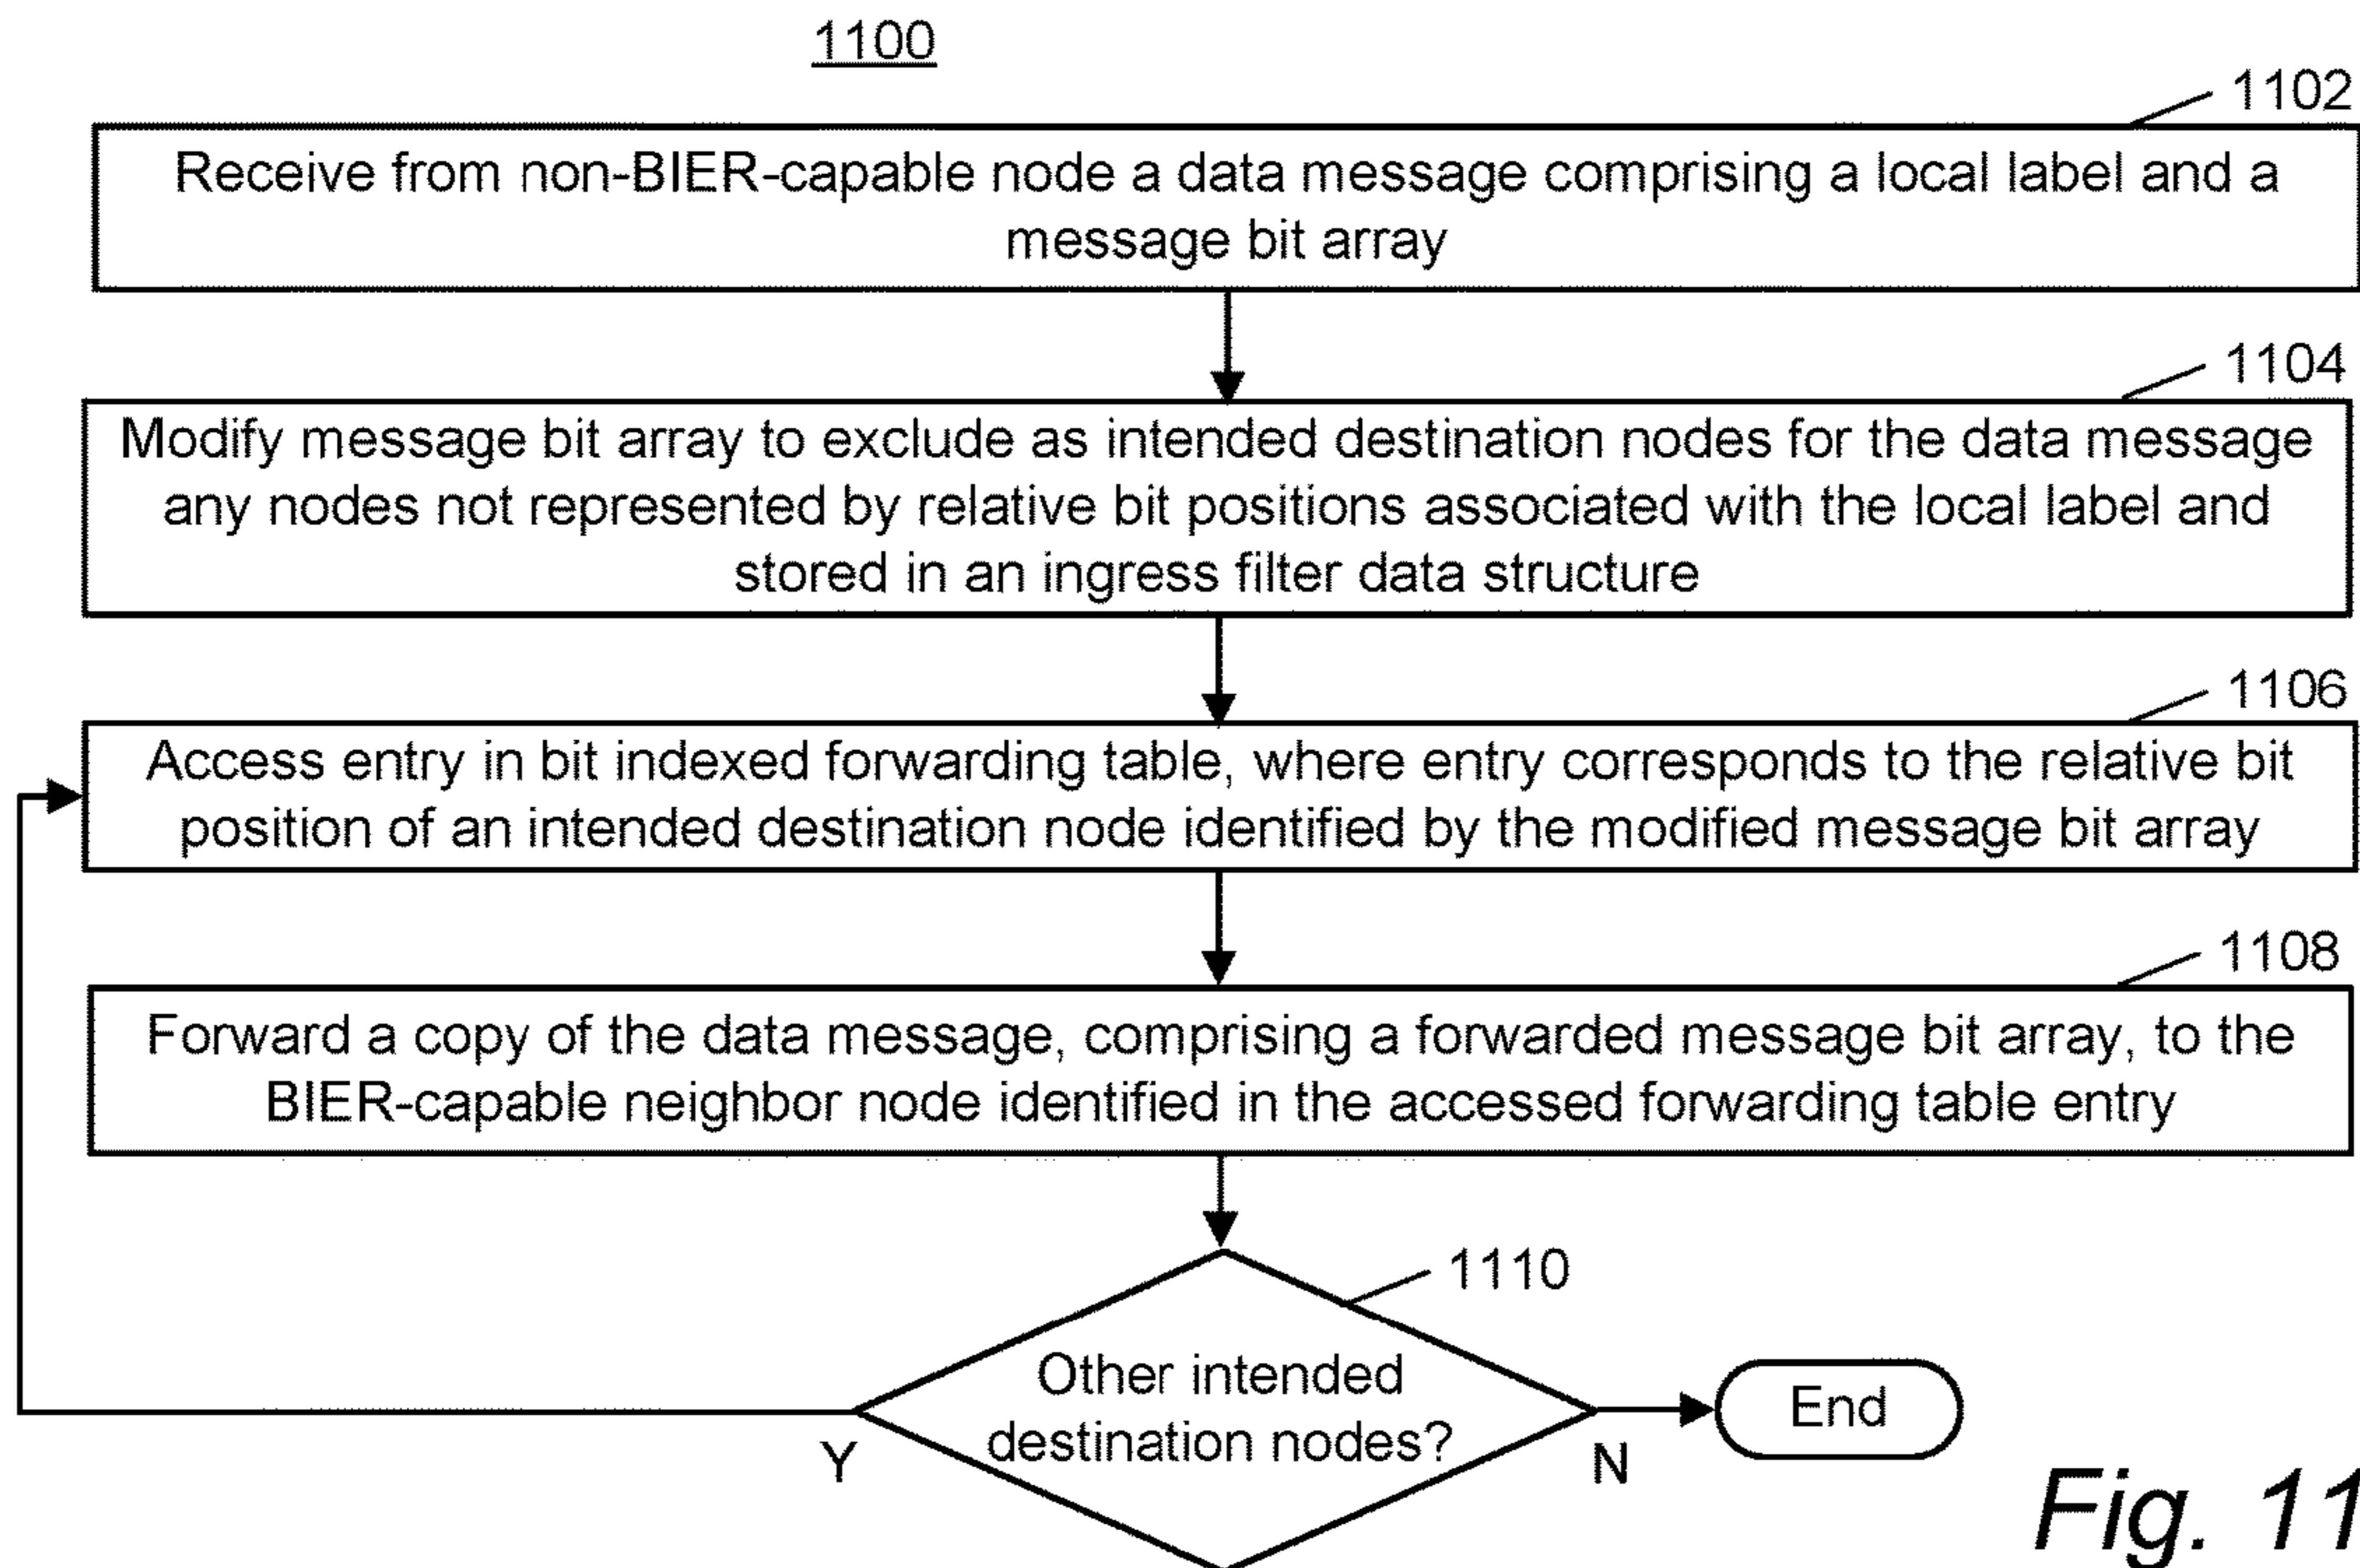 1100
1102
Receive from non-BIER-capable node a data message comprising a local label and a
message bit array
1104
Modify message bit array to exclude as intended destination nodes for the data message
any nodes not represented by relative bit positions associated with the local label and
stored in an ingress filter data structure
1106
Access entry in bit indexed forwarding table, where entry corresponds to the relative bit
position of an intended destination node identified by the modified message bit array
1108
Forward a copy of the data message, comprising a forwarded message bit array, to the
BIER-capable neighbor node identified in the accessed forwarding table entry
1110
Other intended
destination nodes?
Y
N
End
Fig. 11